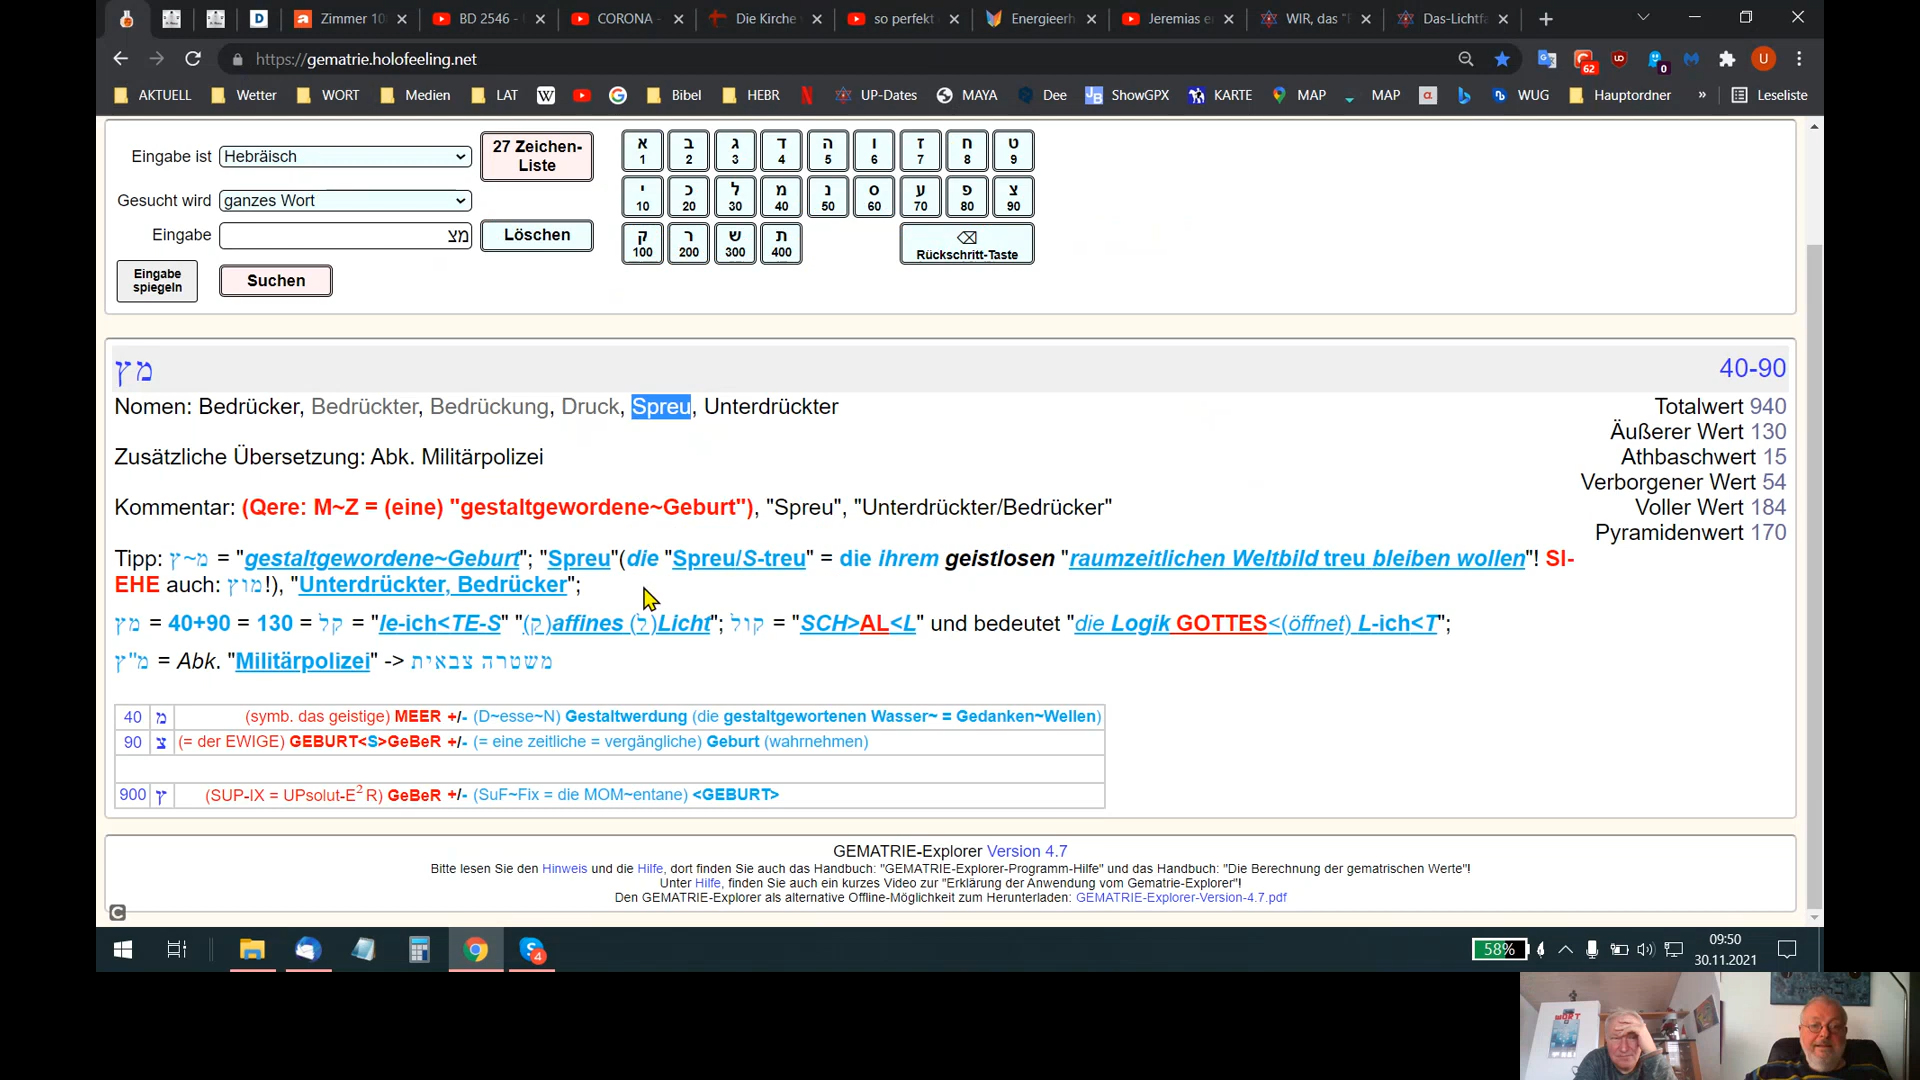 Zimmer 10
BD 2546 -
CORONA -
Die Kirche
so perfekt
Energieerh
Jeremias e
WIR, das "
Das-Lichtfa
https://gematrie.holofeeling.net
62
0
U
AKTUELL
Wetter
WORT
Medien
LAT
Bibel
HEBR
UP-Dates
MAYA
Dee
ShowGPX
KARTE
MAP
MAP
WUG
Hauptordner
»
Leseliste
Eingabe ist Hebräisch
27 Zeichen-
Liste
Gesucht wird ganzes Wort
Eingabe מצ
Löschen
Eingabe
spiegeln
Suchen
א ב ג ד ה ו ז ח ט
1 2 3 4 5 6 7 8 9
י כ ל מ נ ס ע פ צ
10 20 30 40 50 60 70 80 90
ק ר ש ת
100 200 300 400
Rückschritt-Taste
מץ 40-90
Nomen: Bedrücker, Bedrückter, Bedrückung, Druck, Spreu, Unterdrückter
Totalwert 940
Äußerer Wert 130
Athbaschwert 15
Verborgener Wert 54
Voller Wert 184
Pyramidenwert 170
Zusätzliche Übersetzung: Abk. Militärpolizei
Kommentar: (Qere: M~Z = (eine) "gestaltgewordene~Geburt"), "Spreu", "Unterdrückter/Bedrücker"
Tipp: מ~ץ = "gestaltgewordene~Geburt"; "Spreu"(die "Spreu/S-treu" = die ihrem geistlosen "raumzeitlichen Weltbild treu bleiben wollen"! SI-
EHE auch: מוץ!), "Unterdrückter, Bedrücker";
מץ = 40+90 = 130 = קל = "le-ich<TE-S" "(ק)affines (ל)Licht"; קול = "SCH>AL<L" und bedeutet "die Logik GOTTES<(öffnet) L-ich<T";
מ"ץ = Abk. "Militärpolizei" -> משטרה צבאית
40 מ (symb. das geistige) MEER +/- (D~esse~N) Gestaltwerdung (die gestaltgewortenen Wasser~ = Gedanken~Wellen)
90 צ (= der EWIGE) GEBURT<S>GeBeR +/- (= eine zeitliche = vergängliche) Geburt (wahrnehmen)
900 ץ (SUP-IX = UPsolut-E² R) GeBeR +/- (SuF~Fix = die MOM~entane) <GEBURT>
GEMATRIE-Explorer Version 4.7
Bitte lesen Sie den Hinweis und die Hilfe, dort finden Sie auch das Handbuch: "GEMATRIE-Explorer-Programm-Hilfe" und das Handbuch: "Die Berechnung der gematrischen Werte"!
Unter Hilfe, finden Sie auch ein kurzes Video zur "Erklärung der Anwendung vom Gematrie-Explorer"!
Den GEMATRIE-Explorer als alternative Offline-Möglichkeit zum Herunterladen: GEMATRIE-Explorer-Version-4.7.pdf
4
58%
09:50
30.11.2021
WORT